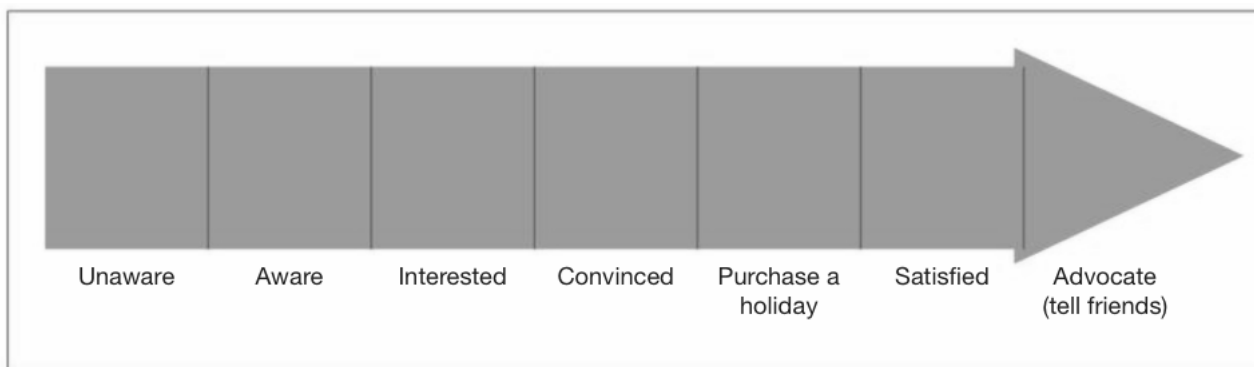 Unaware
Aware
Interested
Convinced
Purchase a
holiday
Satisfied
Advocate
(tell friends)